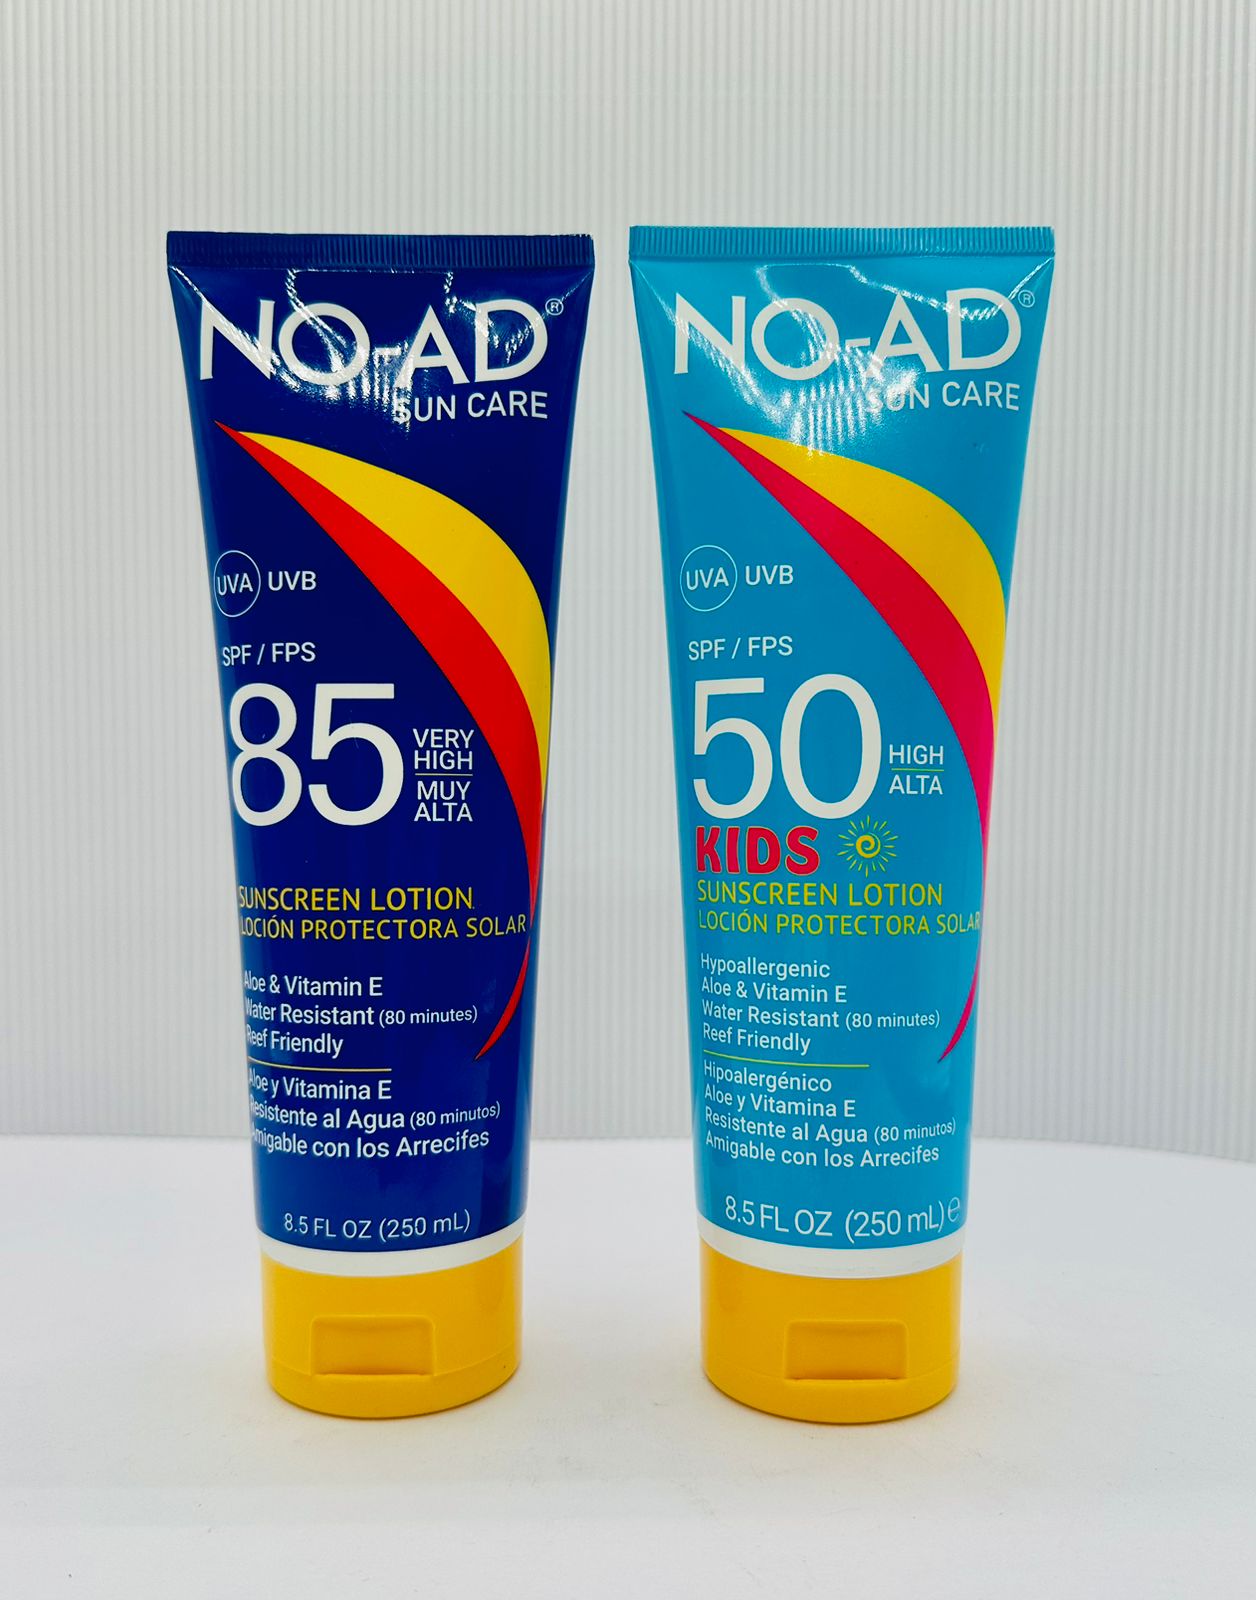 NO-AD®
SUN CARE
UVA UVB
SPF / FPS
85
VERY
HIGH
MUY
ALTA
SUNSCREEN LOTION
LOCIÓN PROTECTORA SOLAR
Aloe & Vitamin E
Water Resistant (80 minutes)
Reef Friendly
Aloe y Vitamina E
Resistente al Agua (80 minutos)
Amigable con los Arrecifes
8.5 FL OZ (250 mL)
NO-AD®
SUN CARE
UVA UVB
SPF / FPS
50
HIGH
ALTA
KIDS
SUNSCREEN LOTION
LOCIÓN PROTECTORA SOLAR
Hypoallergenic
Aloe & Vitamin E
Water Resistant (80 minutes)
Reef Friendly
Hipoalergénico
Aloe y Vitamina E
Resistente al Agua (80 minutos)
Amigable con los Arrecifes
8.5 FL OZ (250 mL) ℮